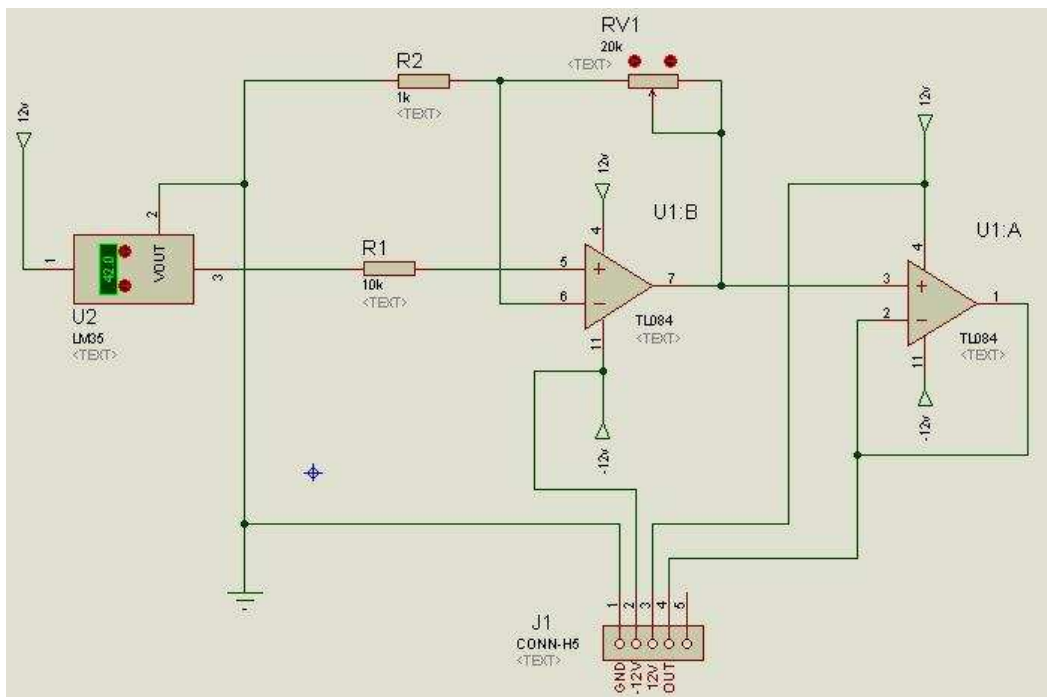 RV1
20k
<TEXT>
R2
1k
<TEXT>
12v
12v
12v
2
4
U1:B
4
U1:A
1
42.0
VOUT
3
R1
10k
<TEXT>
5
+
6
−
7
3
+
2
−
1
U2
LM35
<TEXT>
TL084
<TEXT>
11
TL084
<TEXT>
11
-12v
-12v
1
2
3
4
5
J1
CONN-H5
<TEXT>
GND
-12V
12V
OUT